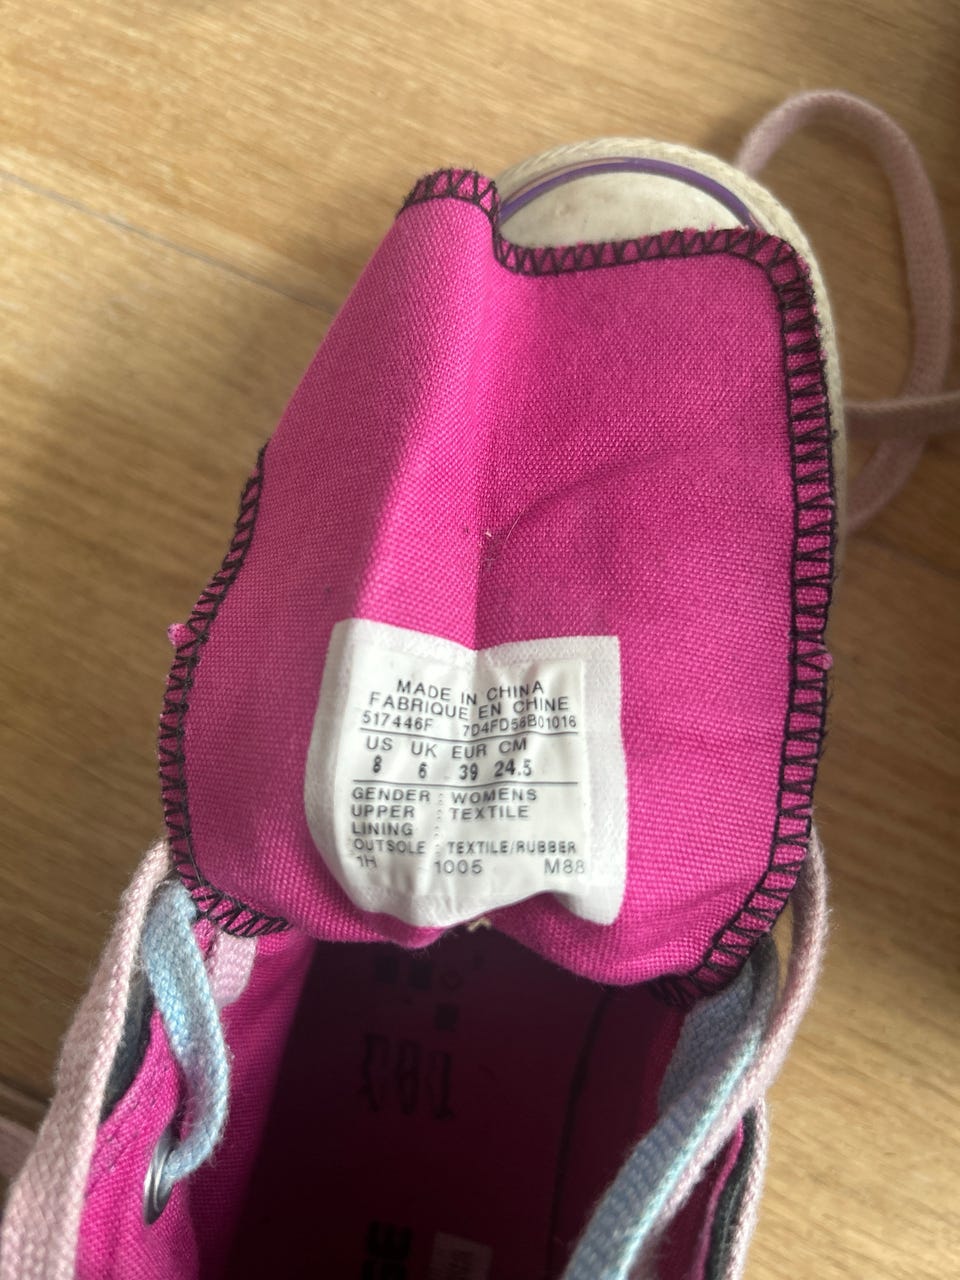 MADE IN CHINA
FABRIQUE EN CHINE
517446F 7D4FD56B01016
US UK EUR CM
8 6 39 24.5
GENDER : WOMENS
UPPER : TEXTILE
LINING :
OUTSOLE : TEXTILE/RUBBER
1H 1005 M88